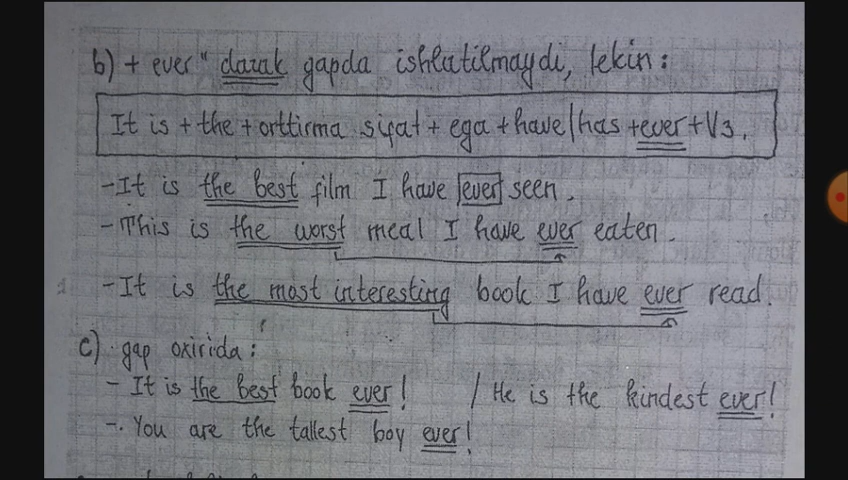 b) + ever" darak gapda ishlatilmaydi, lekin:
It is + the + orttirma sifat + ega + have/has + ever + V3.
- It is the best film I have ever seen.
- This is the worst meal I have ever eaten.
- It is the most interesting book I have ever read.
c) gap oxirida:
- It is the best book ever! / He is the kindest ever!
-. You are the tallest boy ever!